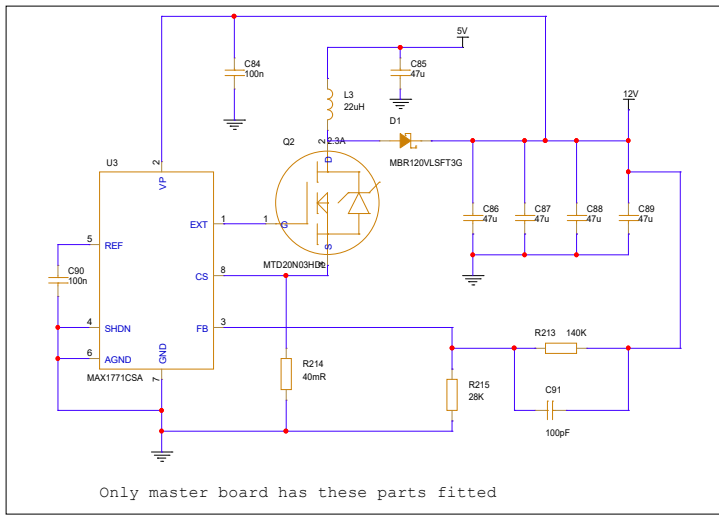 5V
C84
100n
C85
47u
L3
22uH
12V
D1
Q2
2
2.3A
MBR120VLSFT3G
U3
2
VP
D
C86
47u
C87
47u
C88
47u
C89
47u
EXT
1
1
G
5
REF
S
C90
100n
MTD20N03HDL
CS
8
4
SHDN
FB
3
R213
140K
6
AGND
GND
R214
40mR
MAX1771CSA
7
R215
28K
C91
100pF
Only master board has these parts fitted